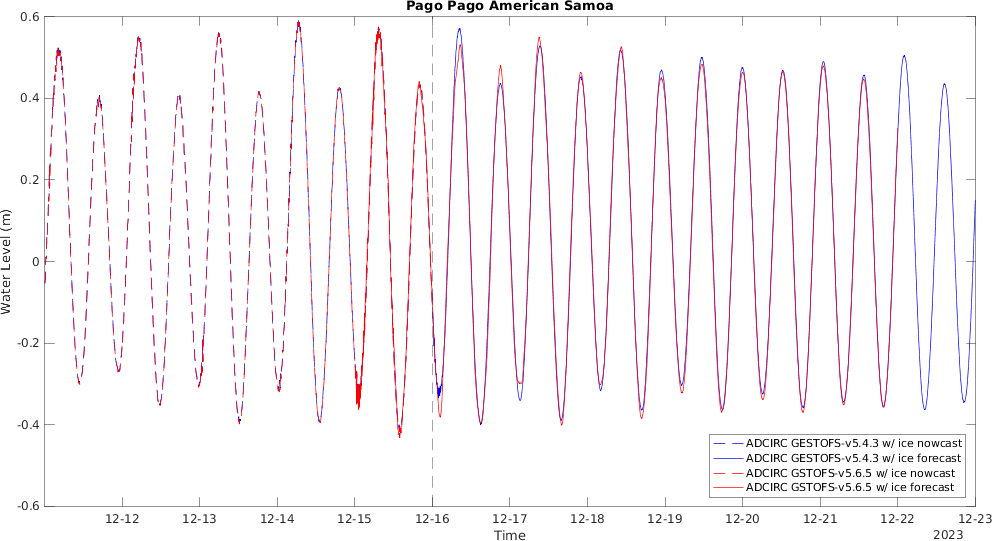 Pago Pago American Samoa
0.6
0.4
0.2
0
-0.2
-0.4
-0.6
Water Level (m)
ADCIRC GESTOFS-v5.4.3 w/ ice nowcast
ADCIRC GESTOFS-v5.4.3 w/ ice forecast
ADCIRC GSTOFS-v5.6.5 w/ ice nowcast
ADCIRC GSTOFS-v5.6.5 w/ ice forecast
12-12 12-13 12-14 12-15 12-16 12-17 12-18 12-19 12-20 12-21 12-22 12-23
Time
2023